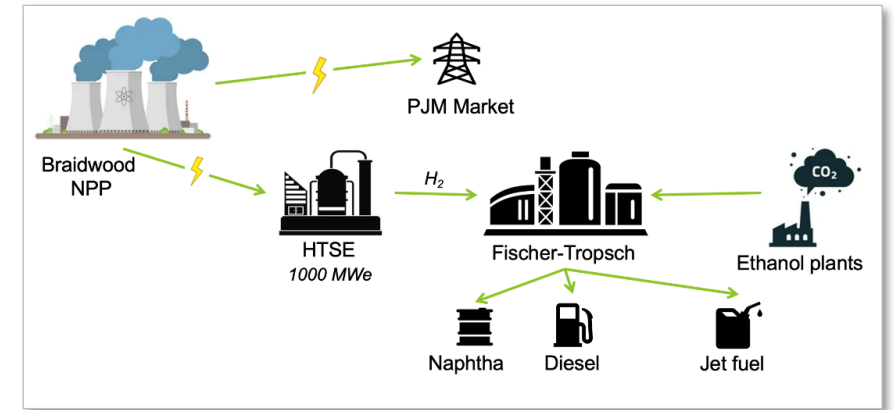 PJM Market
Braidwood
NPP
H₂
CO₂
HTSE
1000 MWe
Fischer-Tropsch
Ethanol plants
Naphtha
Diesel
Jet fuel